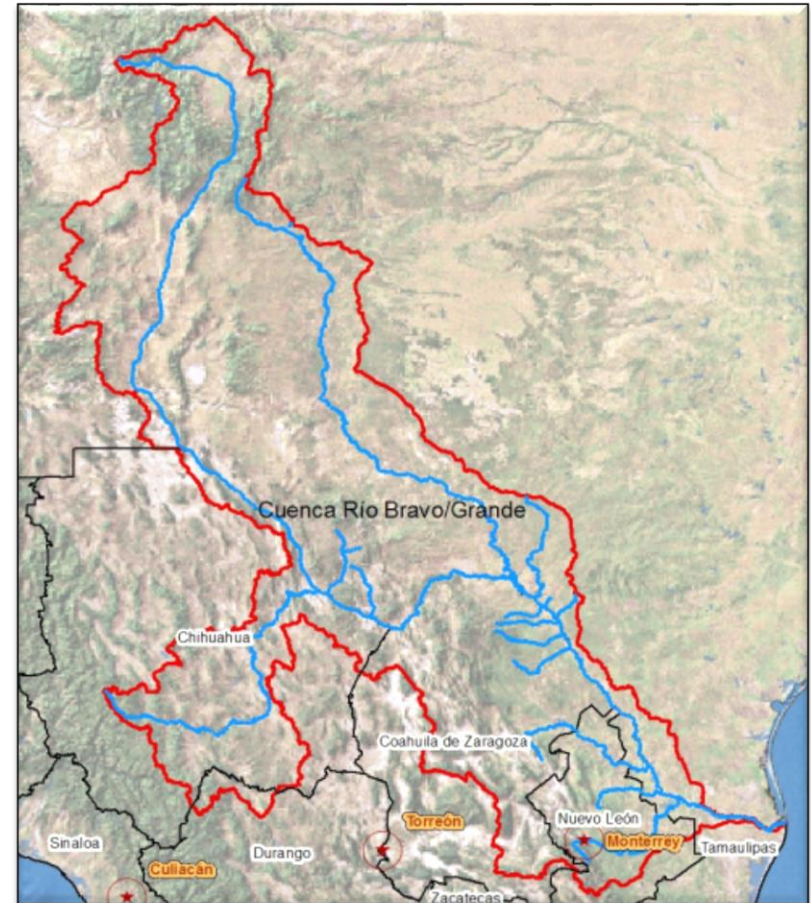 Cuenca Río Bravo/Grande
Chihuahua
Coahuila de Zaragoza
Nuevo León
Torreón
Monterrey
Sinaloa
Durango
Tamaulipas
Culiacán
Zacatecas